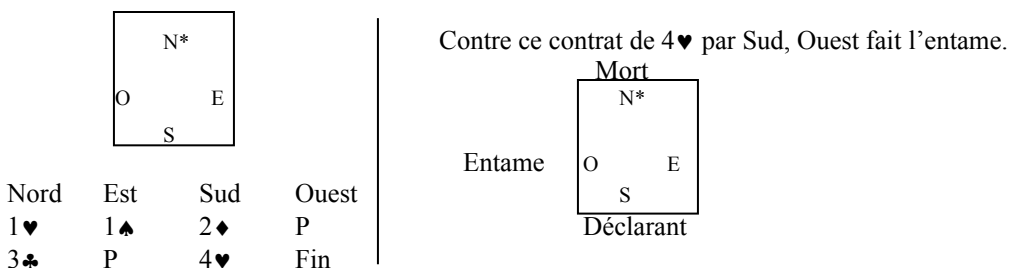 N*
O E
S
Nord Est Sud Ouest
1♥ 1♠ 2♦ P
3♣ P 4♥ Fin
Contre ce contrat de 4♥ par Sud, Ouest fait l’entame.
Mort
N*
Entame O E
S
Déclarant